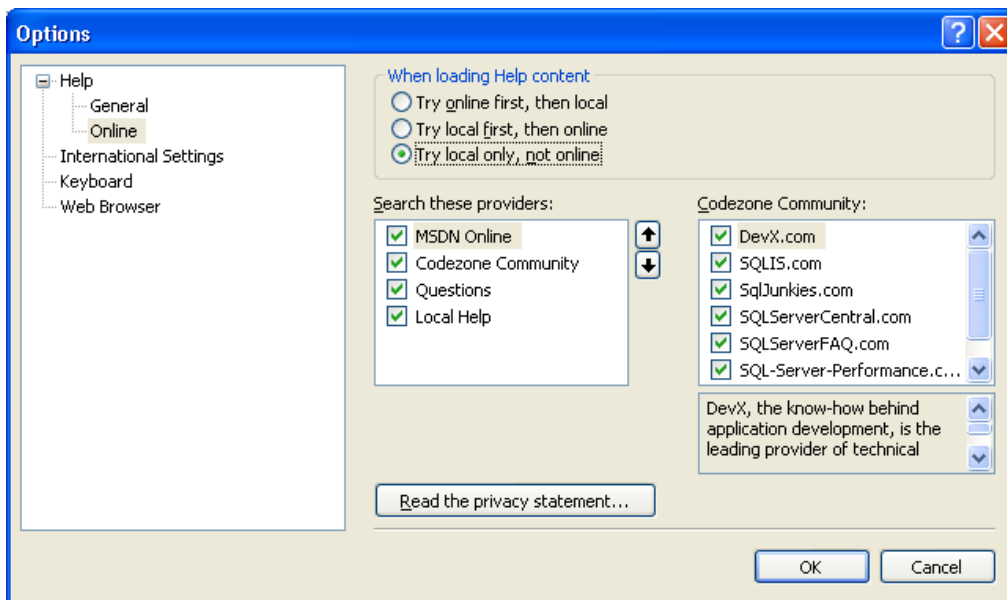 Options
Help
General
Online
International Settings
Keyboard
Web Browser
When loading Help content
Try online first, then local
Try local first, then online
Try local only, not online
Search these providers:
MSDN Online
Codezone Community
Questions
Local Help
Codezone Community:
DevX.com
SQLIS.com
SqlJunkies.com
SQLServerCentral.com
SQLServerFAQ.com
SQL-Server-Performance.c...
DevX, the know-how behind
application development, is the
leading provider of technical
Read the privacy statement...
OK
Cancel